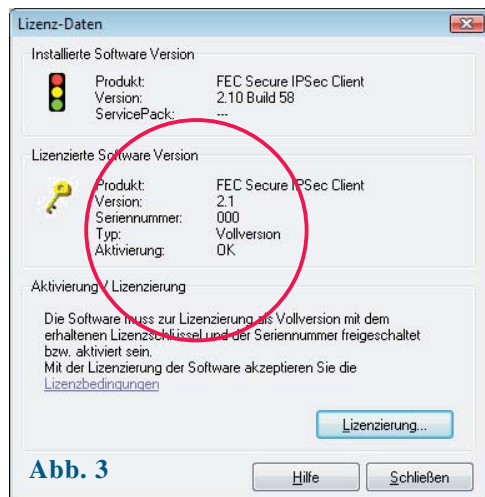 Lizenz-Daten
Installierte Software Version
Produkt: FEC Secure IPSec Client
Version: 2.10 Build 58
ServicePack: ---
Lizenzierte Software Version
Produkt: FEC Secure IPSec Client
Version: 2.1
Seriennummer: 000
Typ: Vollversion
Aktivierung: OK
Aktivierung / Lizenzierung
Die Software muss zur Lizenzierung als Vollversion mit dem
erhaltenen Lizenzschlüssel und der Seriennummer freigeschaltet
bzw. aktiviert sein.
Mit der Lizenzierung der Software akzeptieren Sie die
Lizenzbedingungen
Lizenzierung...
Abb. 3
Hilfe
Schließen